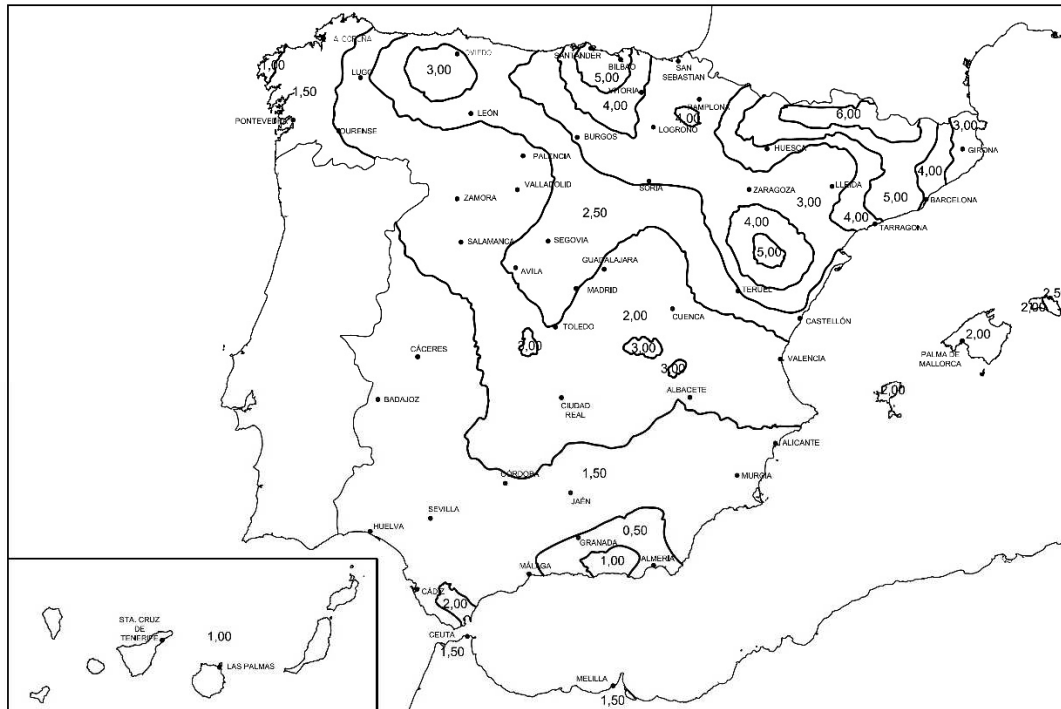 A CORUÑA
OVIEDO
SANTANDER
BILBAO
SAN
SEBASTIAN
,00
LUGO
3,00
5,00
VITORIA
1,50
4,00
PAMPLONA
6,00
PONTEVEDRA
LEÓN
4,00
3,00
OURENSE
LOGROÑO
BURGOS
HUESCA
GIRONA
PALENCIA
4,00
VALLADOLID
SORIA
ZARAGOZA
LLEIDA
ZAMORA
3,00
5,00
BARCELONA
2,50
4,00
4,00
TARRAGONA
SALAMANCA
SEGOVIA
5,00
GUADALAJARA
AVILA
MADRID
TERUEL
2,5
2,00
2,00
CUENCA
CASTELLÓN
TOLEDO
2,00
3,00
3,00
CÁCERES
PALMA DE
MALLORCA
VALENCIA
3,00
2,00
BADAJOZ
CIUDAD
REAL
ALBACETE
ALICANTE
1,50
CÓRDOBA
MURCIA
JAÉN
SEVILLA
HUELVA
0,50
GRANADA
1,00
ALMERÍA
MÁLAGA
CÁDIZ
2,00
STA. CRUZ
DE
TENERIFE
1,00
CEUTA
1,50
LAS PALMAS
MELILLA
1,50